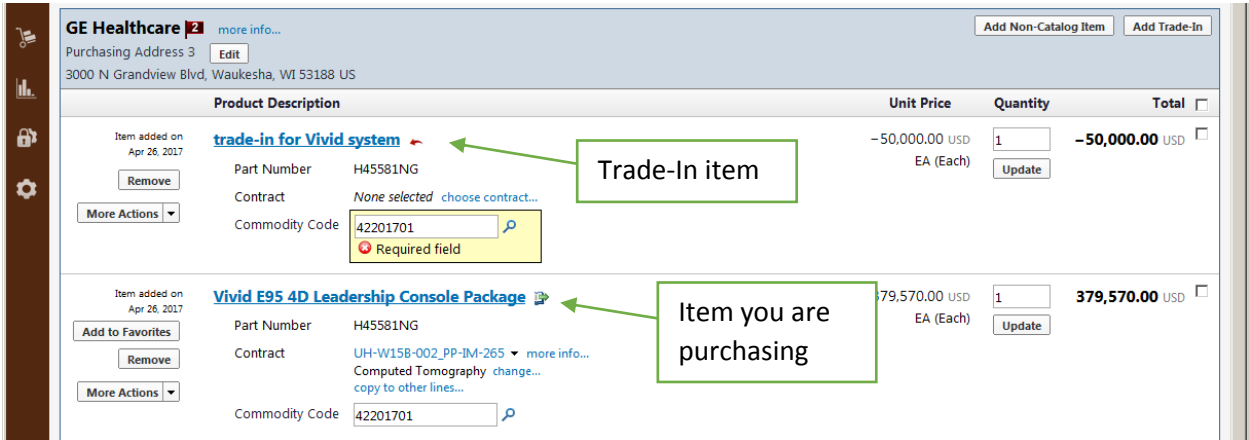 GE Healthcare 2 more info... Add Non-Catalog Item Add Trade-In
Purchasing Address 3 Edit
3000 N Grandview Blvd, Waukesha, WI 53188 US
Product Description Unit Price Quantity Total
Item added on
Apr 26, 2017
Remove
More Actions
trade-in for Vivid system
Part Number H45581NG
Contract None selected choose contract...
Commodity Code 42201701
Required field
Trade-In item
−50,000.00 USD 1 −50,000.00 USD
EA (Each) Update
Item added on
Apr 26, 2017
Add to Favorites
Remove
More Actions
Vivid E95 4D Leadership Console Package
Part Number H45581NG
Contract UH-W15B-002_PP-IM-265 more info...
Computed Tomography change...
copy to other lines...
Commodity Code 42201701
Item you are
purchasing
79,570.00 USD 1 379,570.00 USD
EA (Each) Update